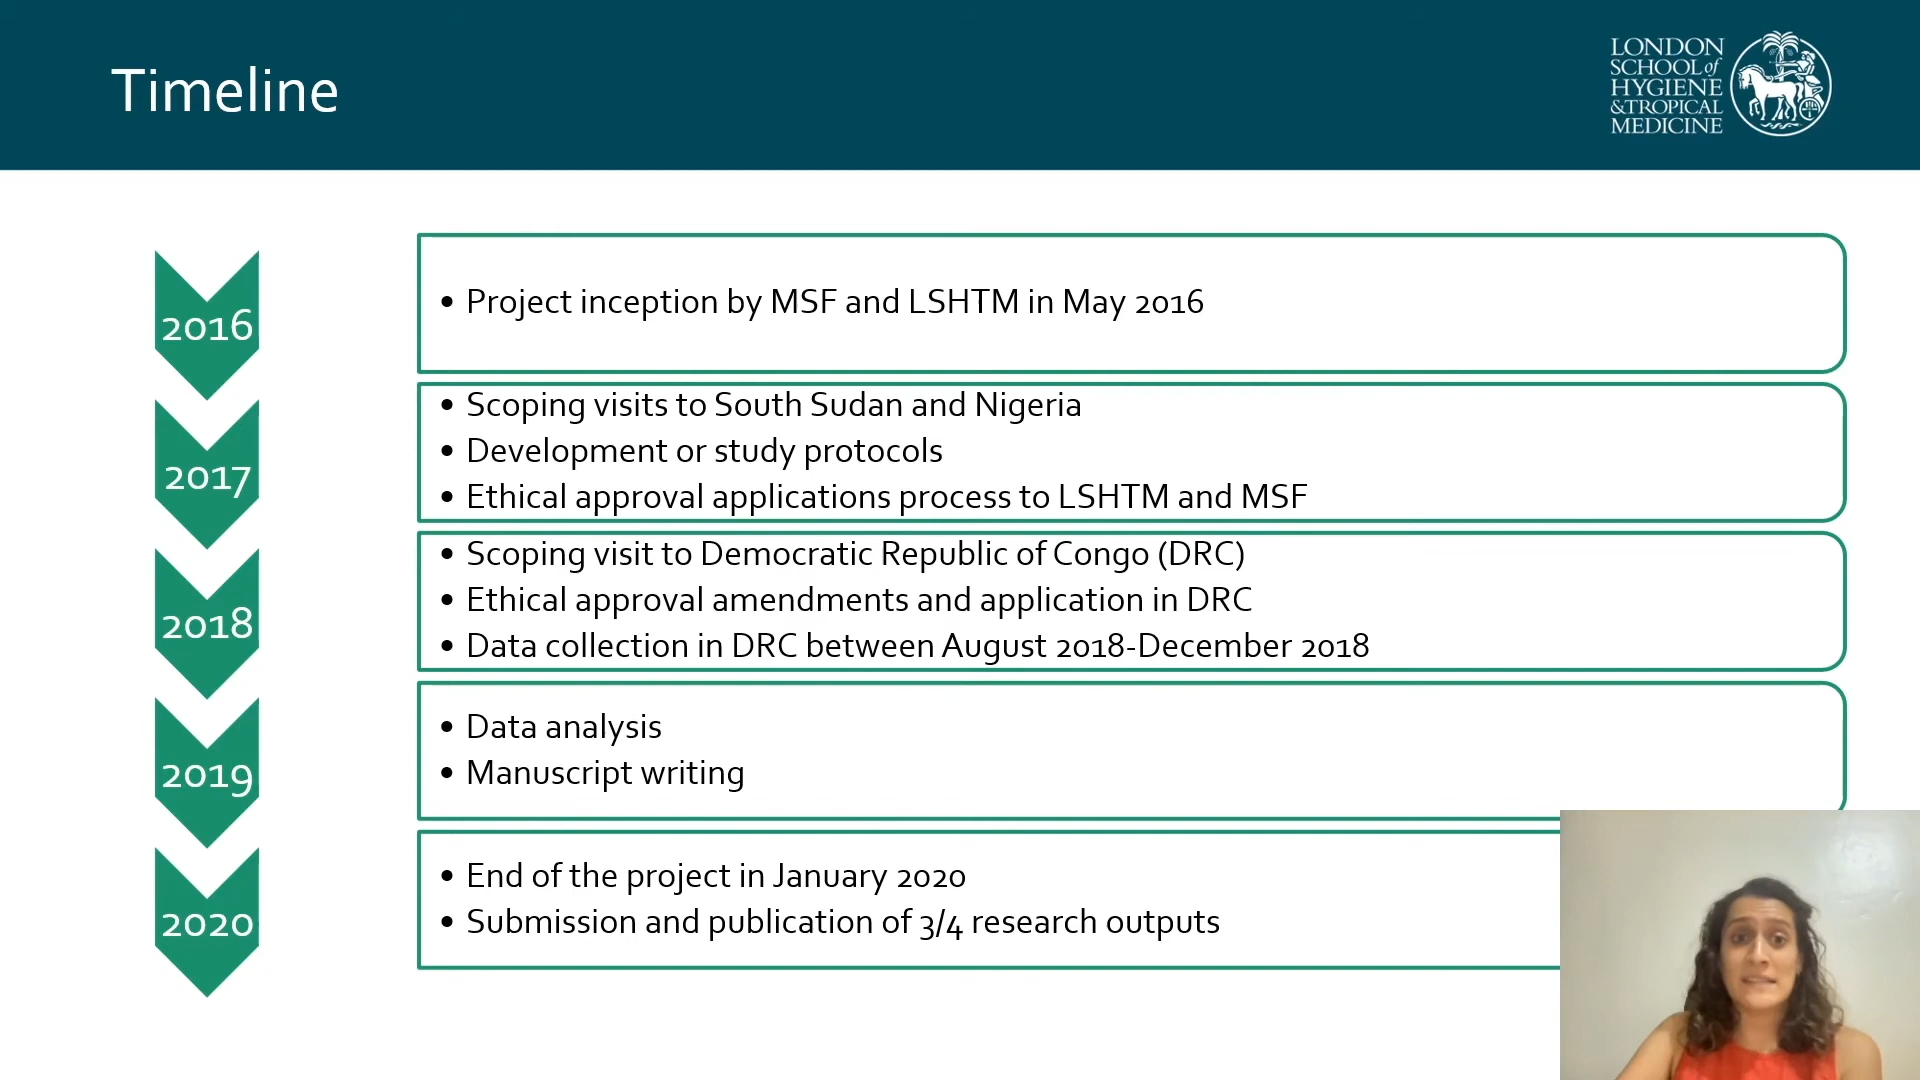 Timeline
LONDON
SCHOOL of
HYGIENE
& TROPICAL
MEDICINE
2016
• Project inception by MSF and LSHTM in May 2016
2017
• Scoping visits to South Sudan and Nigeria
• Development or study protocols
• Ethical approval applications process to LSHTM and MSF
2018
• Scoping visit to Democratic Republic of Congo (DRC)
• Ethical approval amendments and application in DRC
• Data collection in DRC between August 2018-December 2018
2019
• Data analysis
• Manuscript writing
2020
• End of the project in January 2020
• Submission and publication of 3/4 research outputs